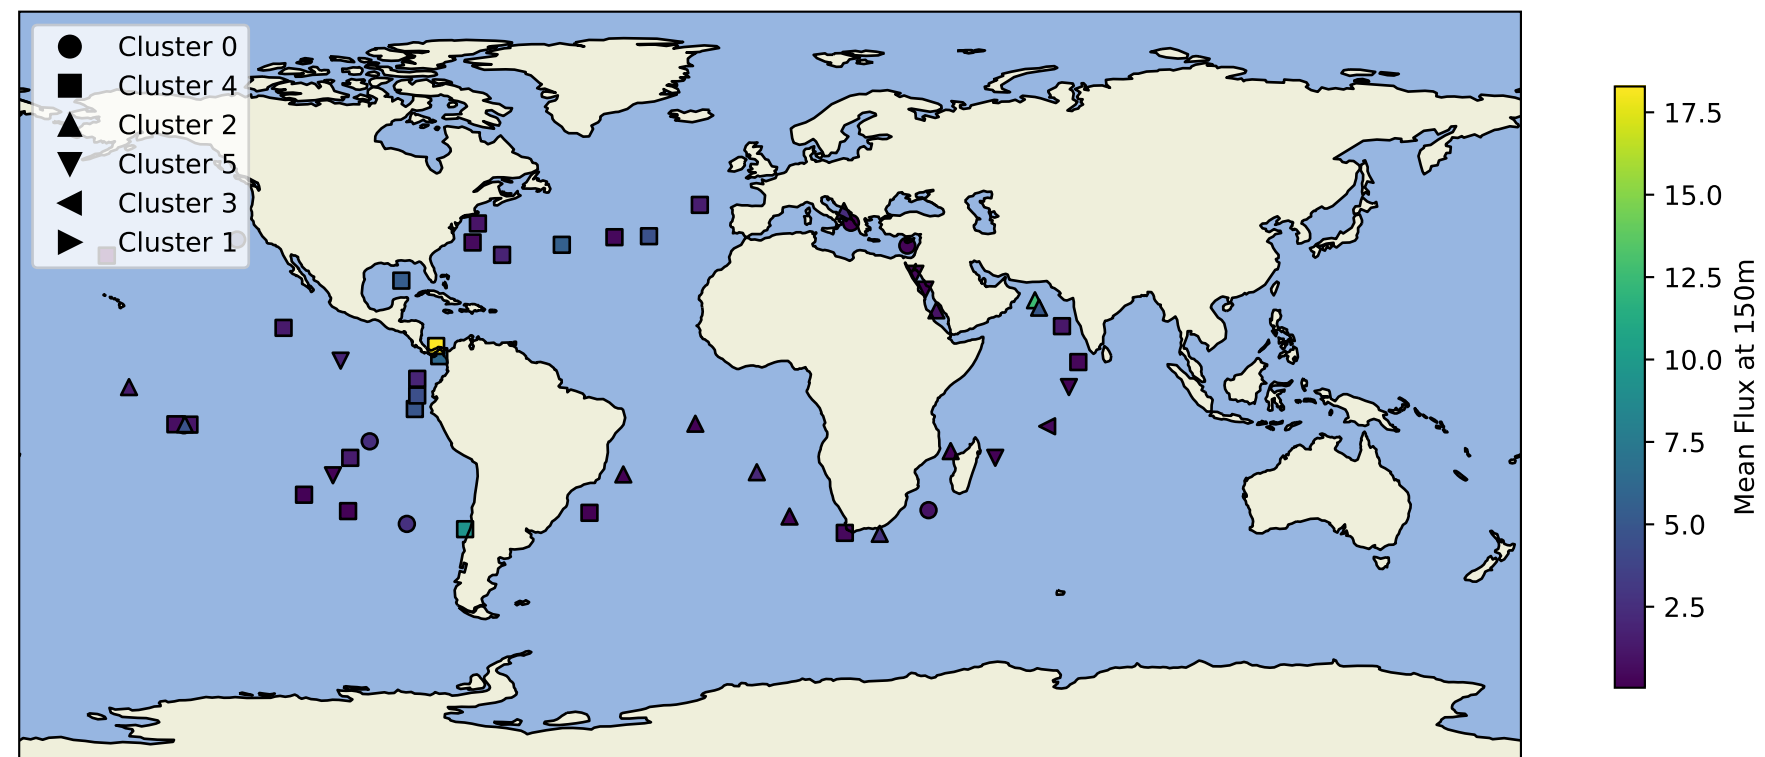 Cluster 0
Cluster 4
Cluster 2
Cluster 5
Cluster 3
Cluster 1
17.5
15.0
12.5
10.0
7.5
5.0
2.5
Mean Flux at 150m